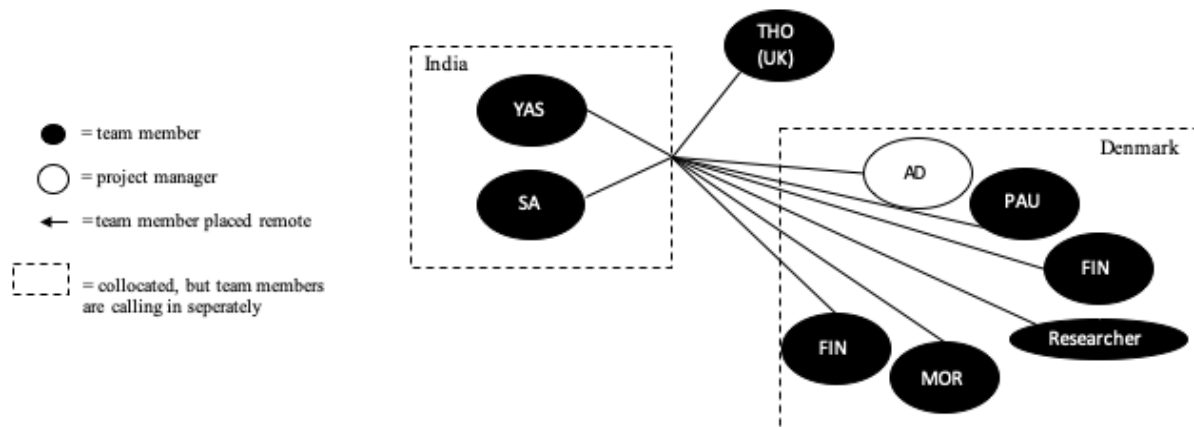 = team member
= project manager
=team member placed remote
= collocated, but team members
are calling in seperately
India
YAS
SA
THO
(UK)
Denmark
AD
PAU
FIN
Researcher
MOR
FIN